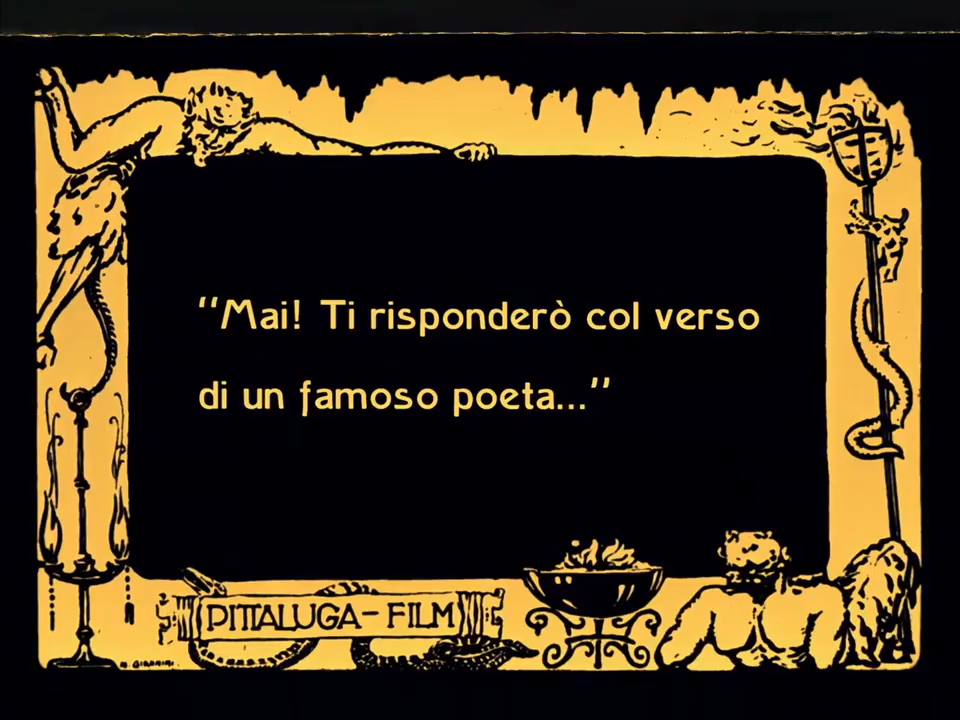 "Mai! Ti risponderò col verso
di un famoso poeta..."
PITTALUGA-FILM